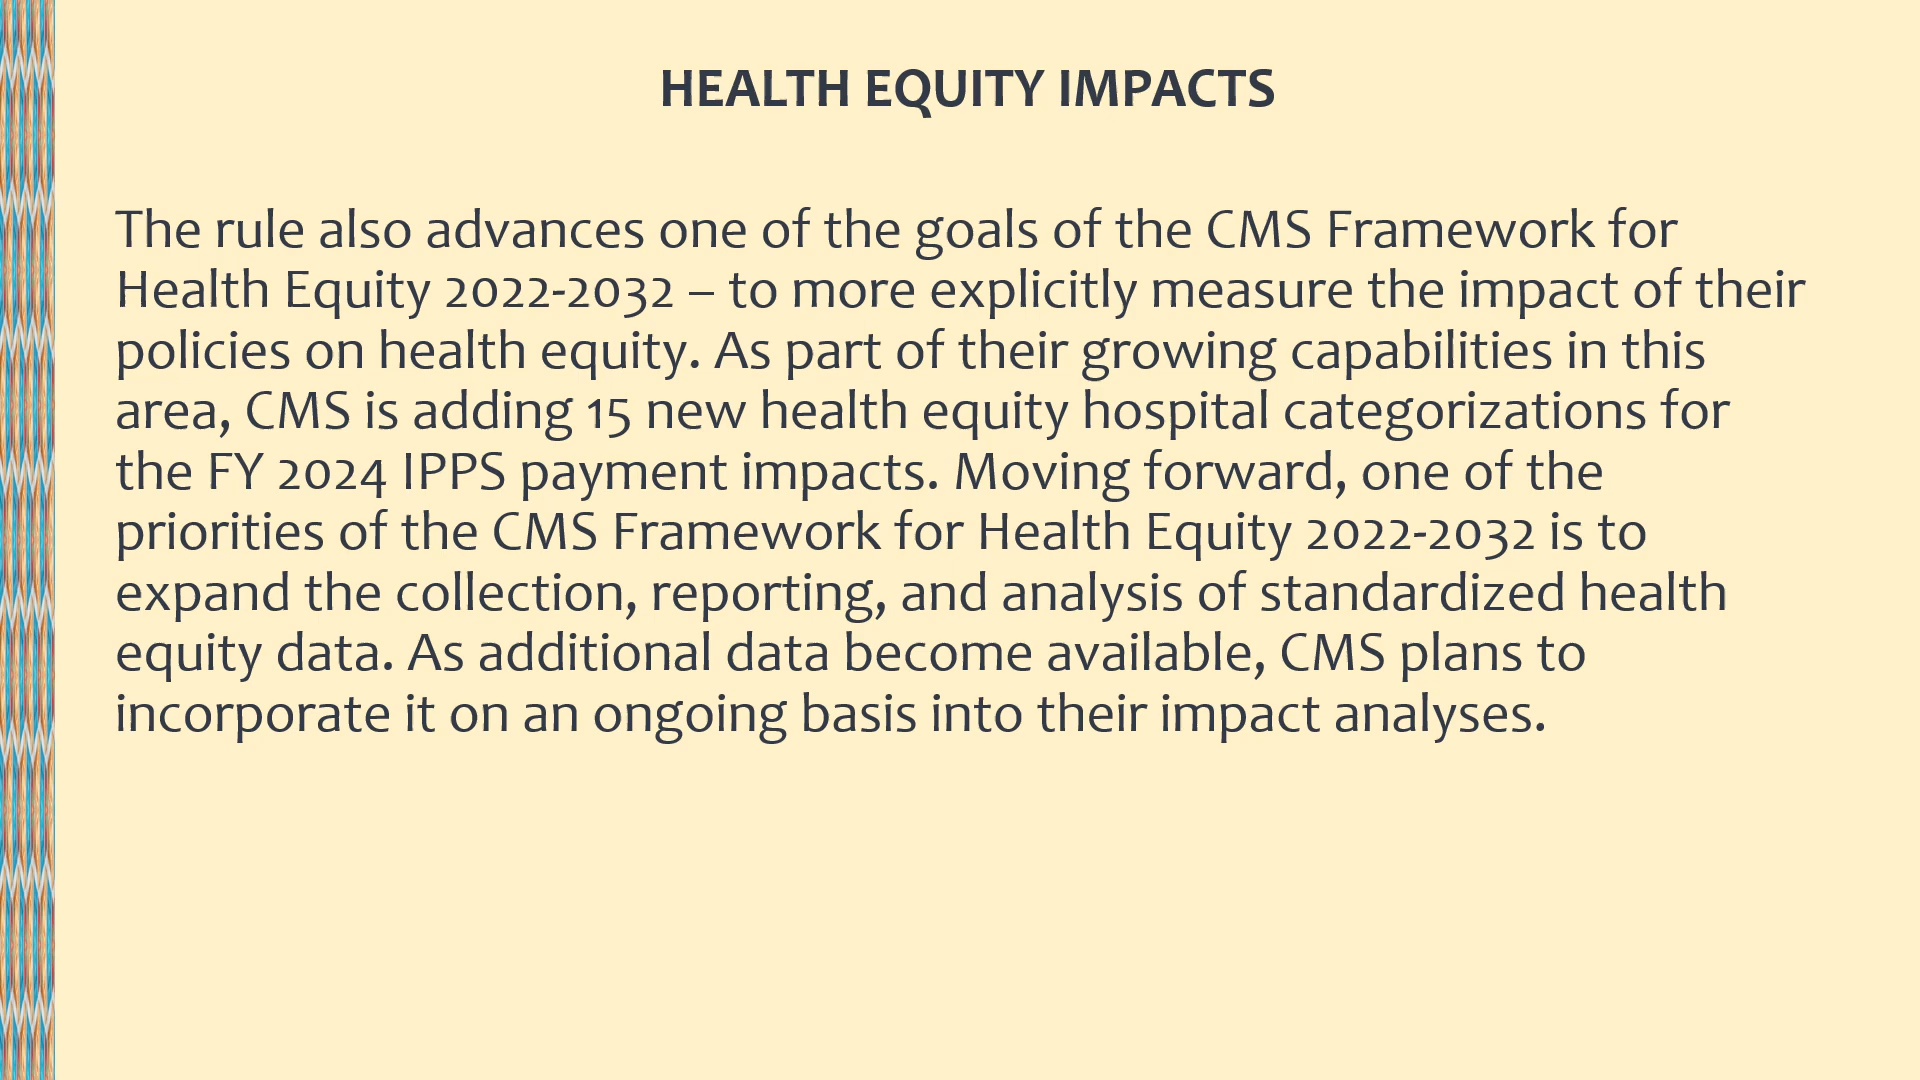 HEALTH EQUITY IMPACTS
The rule also advances one of the goals of the CMS Framework for
Health Equity 2022-2032 – to more explicitly measure the impact of their
policies on health equity. As part of their growing capabilities in this
area, CMS is adding 15 new health equity hospital categorizations for
the FY 2024 IPPS payment impacts. Moving forward, one of the
priorities of the CMS Framework for Health Equity 2022-2032 is to
expand the collection, reporting, and analysis of standardized health
equity data. As additional data become available, CMS plans to
incorporate it on an ongoing basis into their impact analyses.